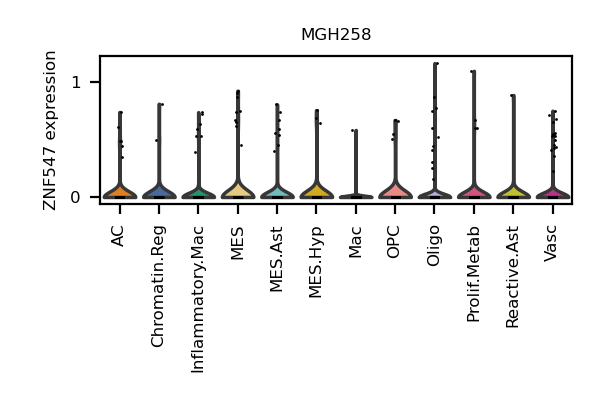 MGH258
ZNF547 expression
1
0
AC
Chromatin.Reg
Inflammatory.Mac
MES
MES.Ast
MES.Hyp
Mac
OPC
Oligo
Prolif.Metab
Reactive.Ast
Vasc